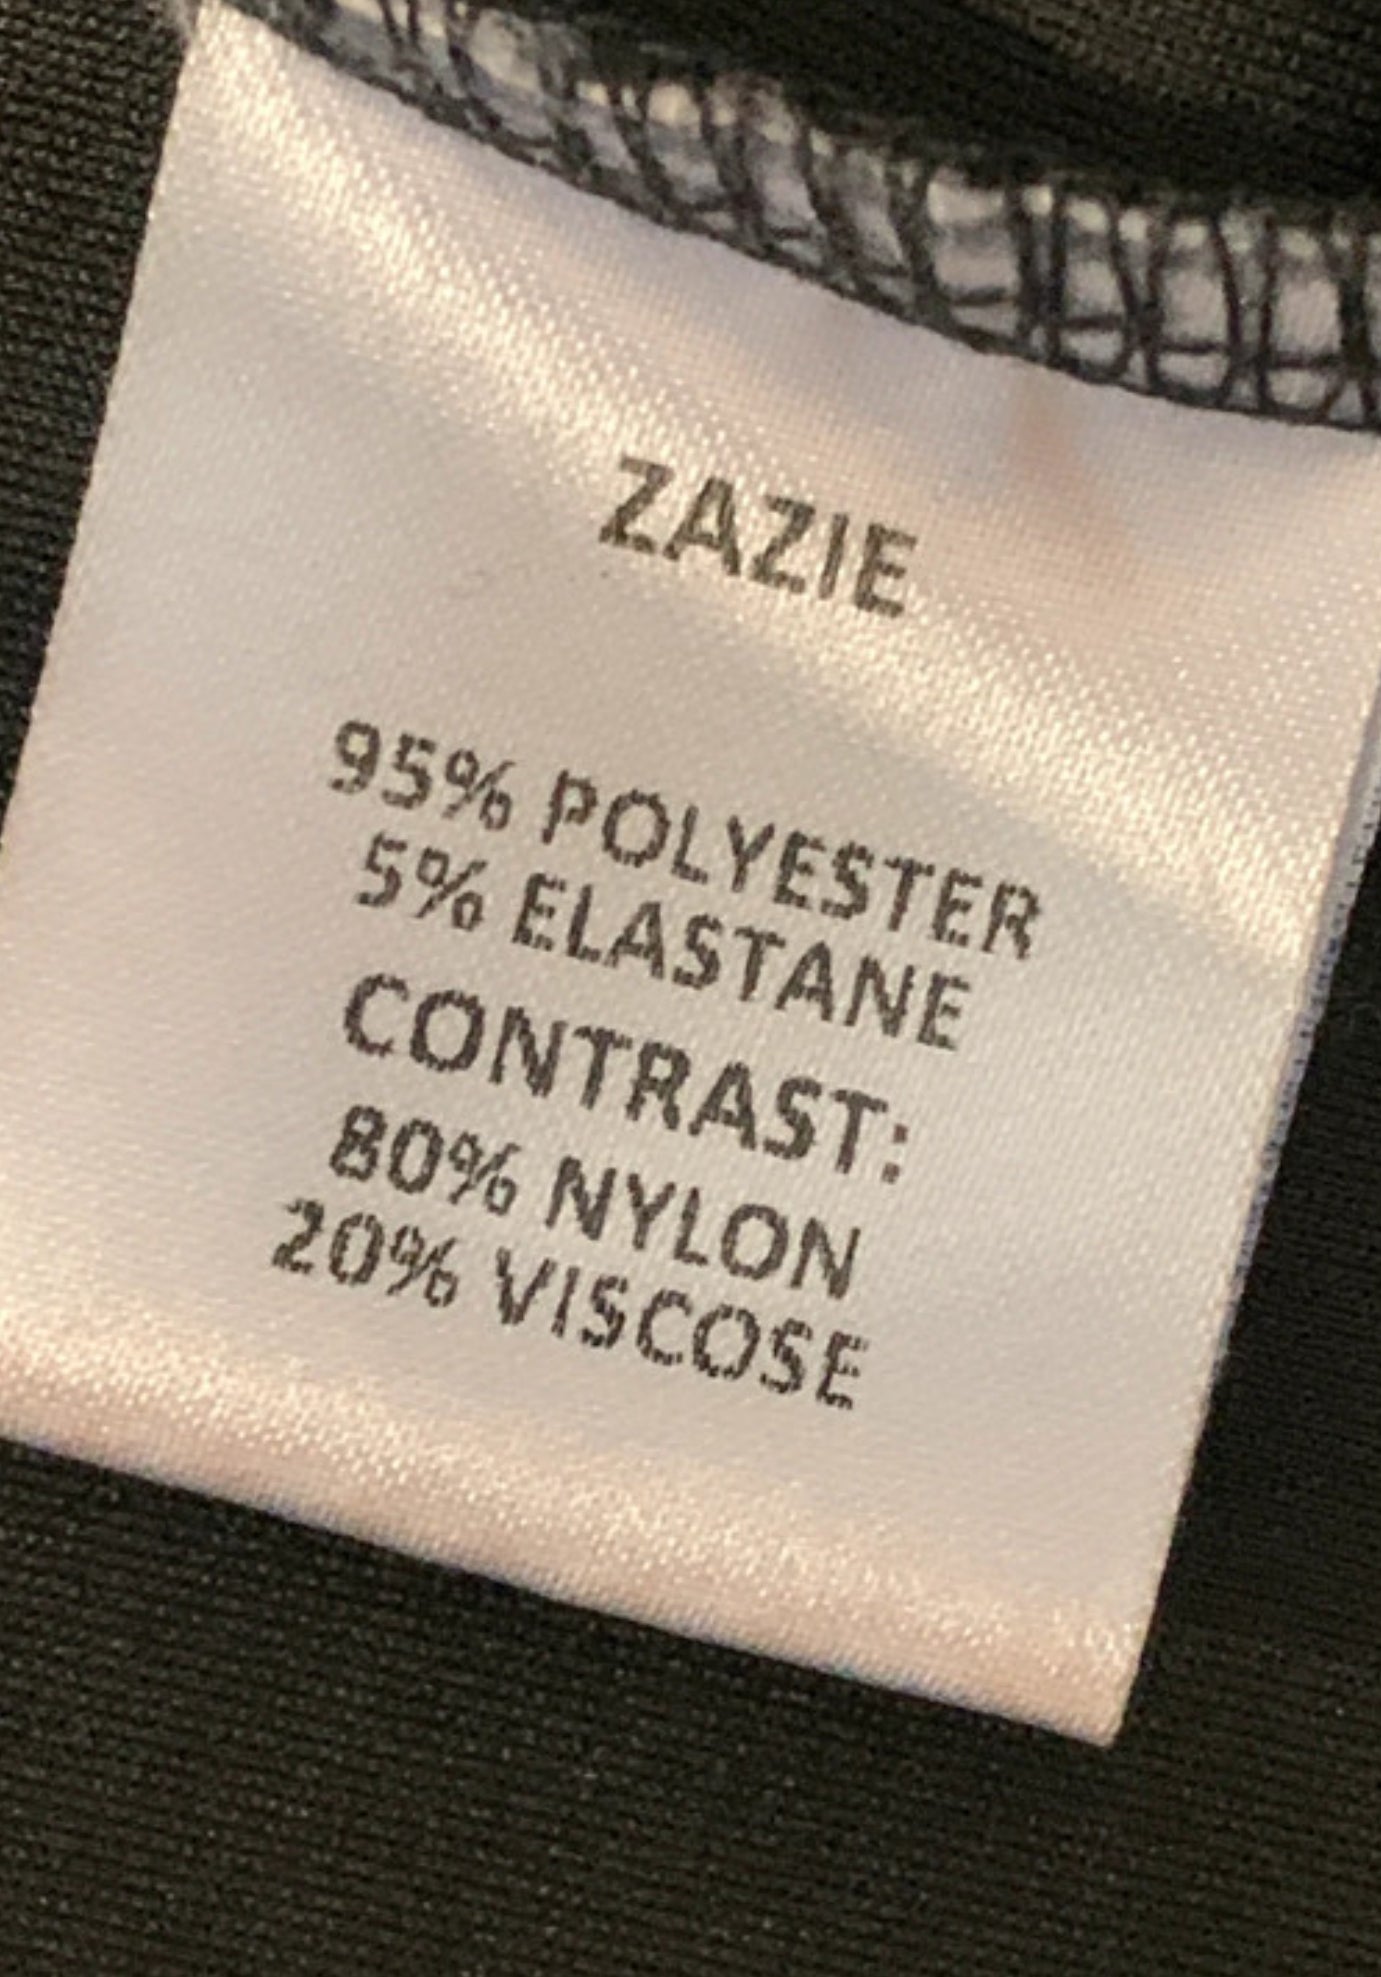 ZAZIE
95% POLYESTER
5% ELASTANE
CONTRAST:
80% NYLON
20% VISCOSE